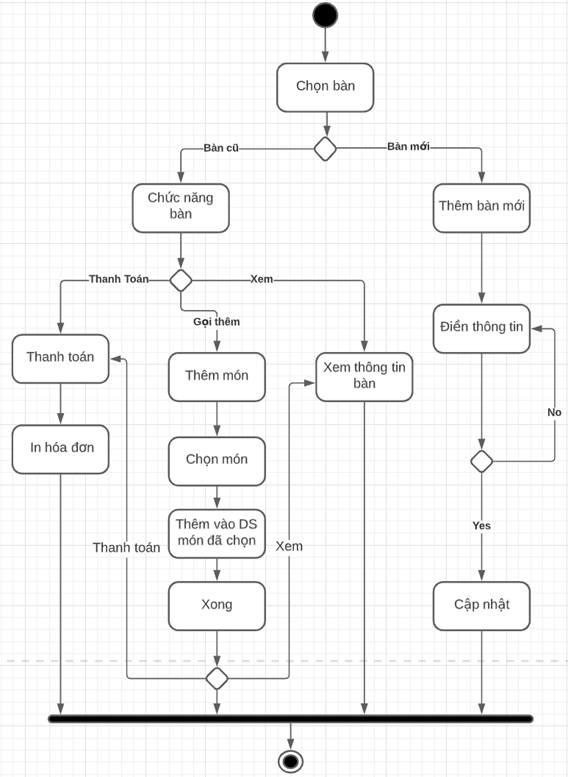 Chọn bàn
Bàn cũ
Bàn mới
Chức năng
bàn
Thêm bàn mới
Thanh Toán
Xem
Gọi thêm
Điền thông tin
Thanh toán
Thêm món
Xem thông tin
bàn
No
In hóa đơn
Chọn món
Thêm vào DS
món đã chọn
Yes
Thanh toán
Xem
Xong
Cập nhật